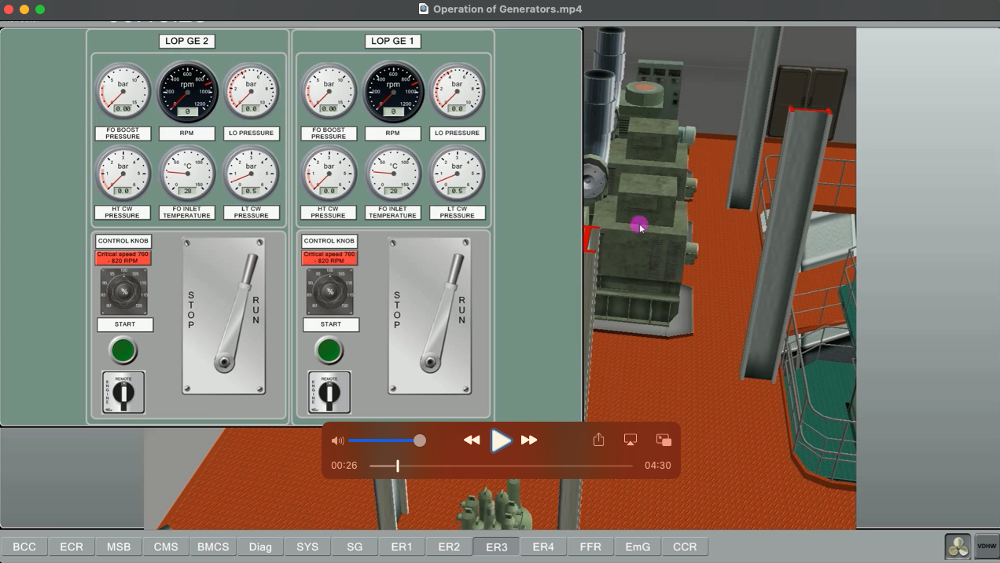 Operation of Generators.mp4
LOP GE 2
LOP GE 1
bar
0.00
rpm
0
bar
0.0
bar
0.00
rpm
0
bar
0.0
FO BOOST
PRESSURE
RPM
LO PRESSURE
FO BOOST
PRESSURE
RPM
LO PRESSURE
bar
0.0
°C
28
bar
0.5
bar
0.0
°C
28
bar
0.5
HT CW
PRESSURE
FO INLET
TEMPERATURE
LT CW
PRESSURE
HT CW
PRESSURE
FO INLET
TEMPERATURE
LT CW
PRESSURE
CONTROL KNOB
Critical speed 760
- 820 RPM
%
START
REMOTE
ENGINE
STOP
RUN
CONTROL KNOB
Critical speed 760
- 820 RPM
%
START
REMOTE
ENGINE
STOP
RUN
00:26
04:30
BCC
ECR
MSB
CMS
BMCS
Diag
SYS
SG
ER1
ER2
ER3
ER4
FFR
EmG
CCR
VDHW